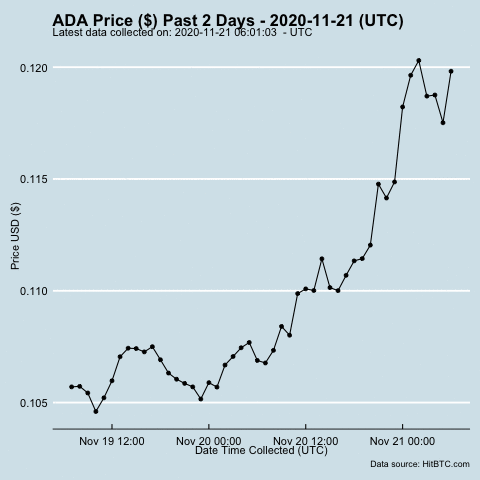 ADA Price ($) Past 2 Days - 2020-11-21 (UTC)
Latest data collected on: 2020-11-21 06:01:03  - UTC
0.120
0.115
0.110
0.105
Price USD ($)
Nov 19 12:00
Nov 20 00:00
Nov 20 12:00
Nov 21 00:00
Date Time Collected (UTC)
Data source: HitBTC.com